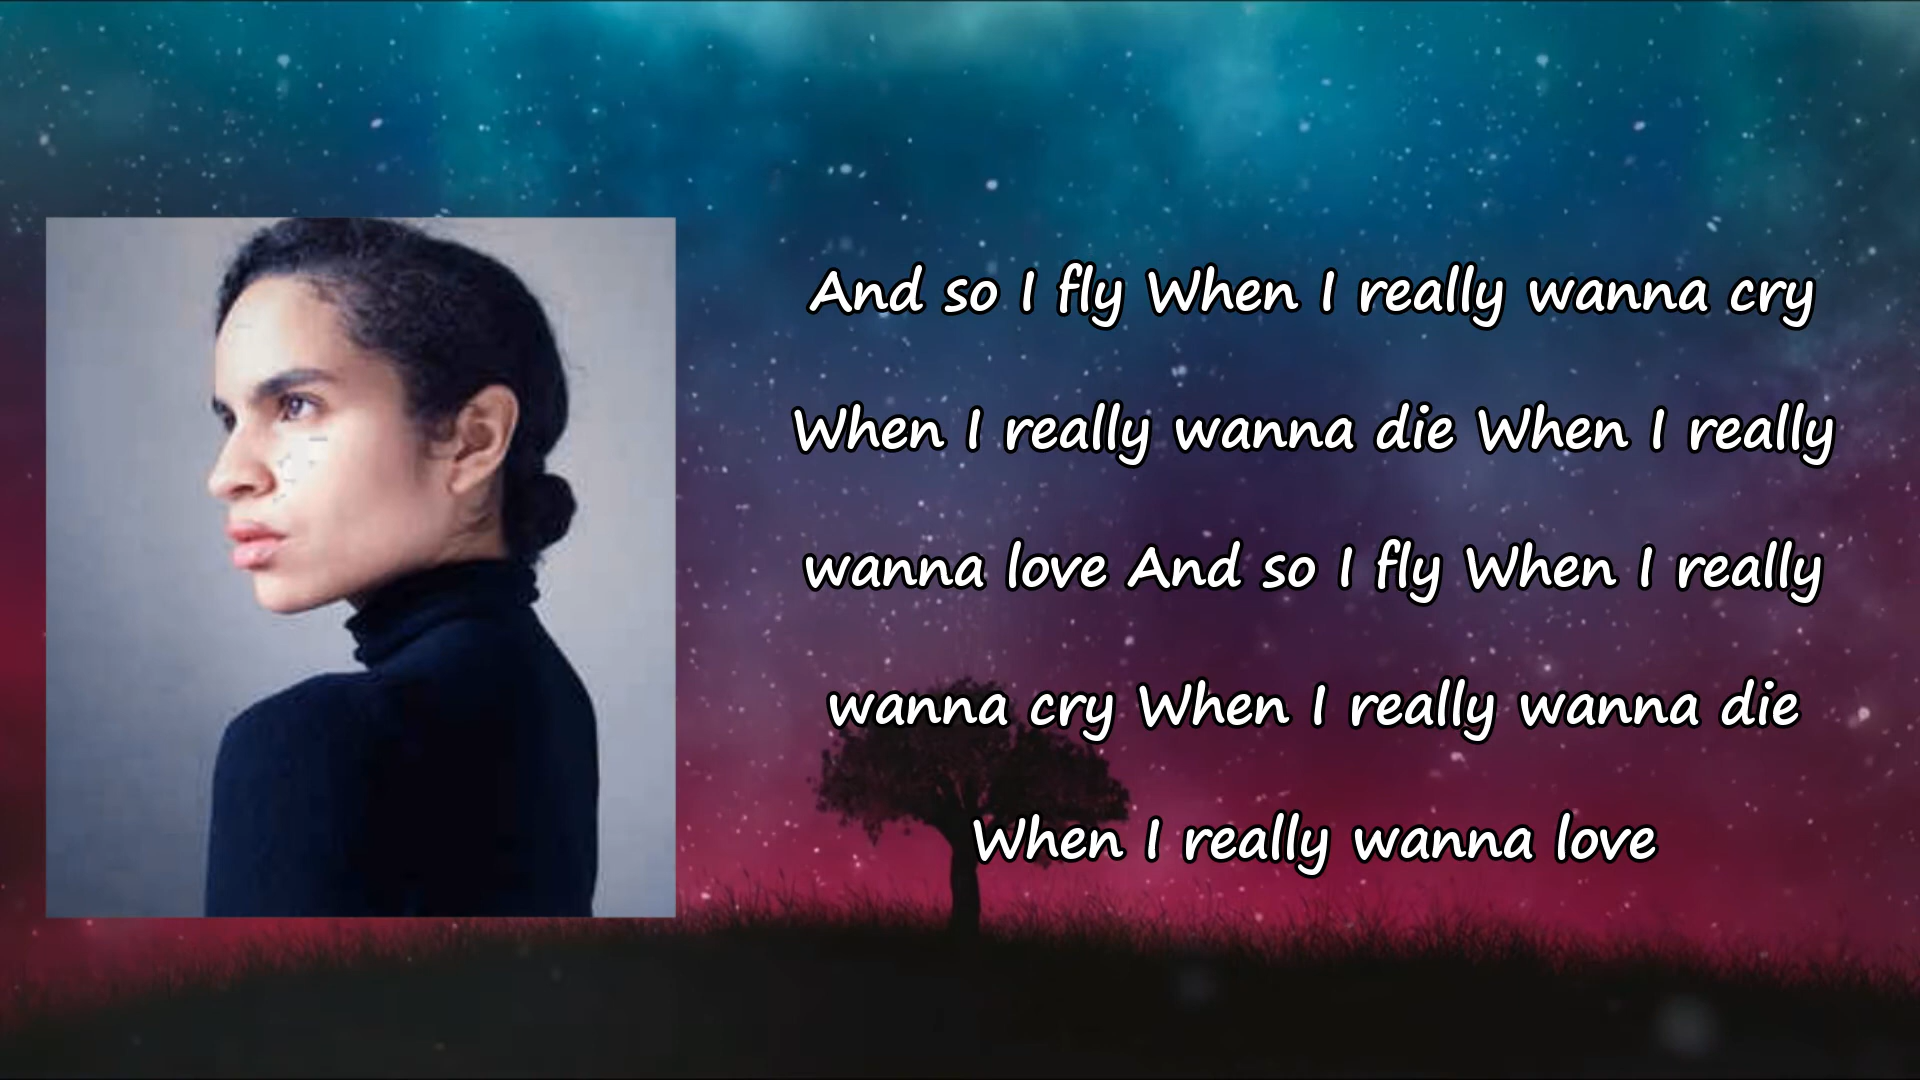 And so I fly When I really wanna cry
When I really wanna die When I really
wanna love And so I fly When I really
wanna cry When I really wanna die
When I really wanna love